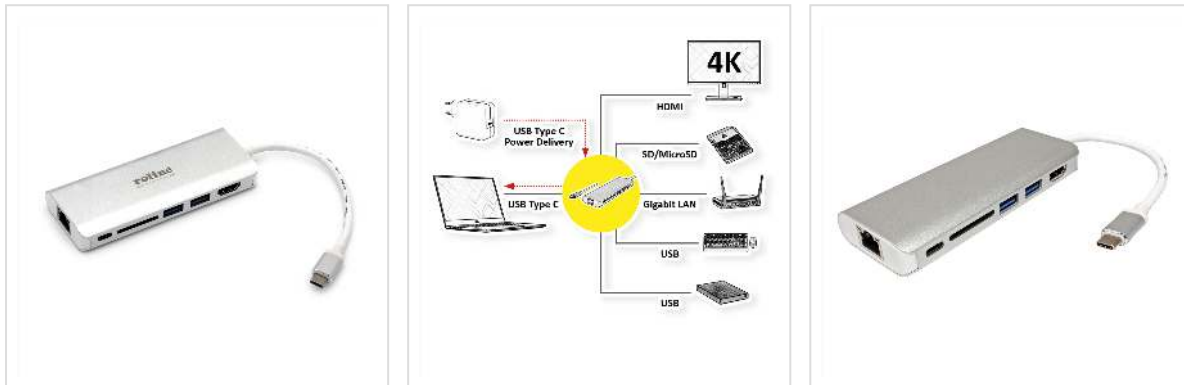 roline
4K
HDMI
USB Type C
Power Delivery
SD/MicroSD
USB Type C
Gigabit LAN
USB
USB